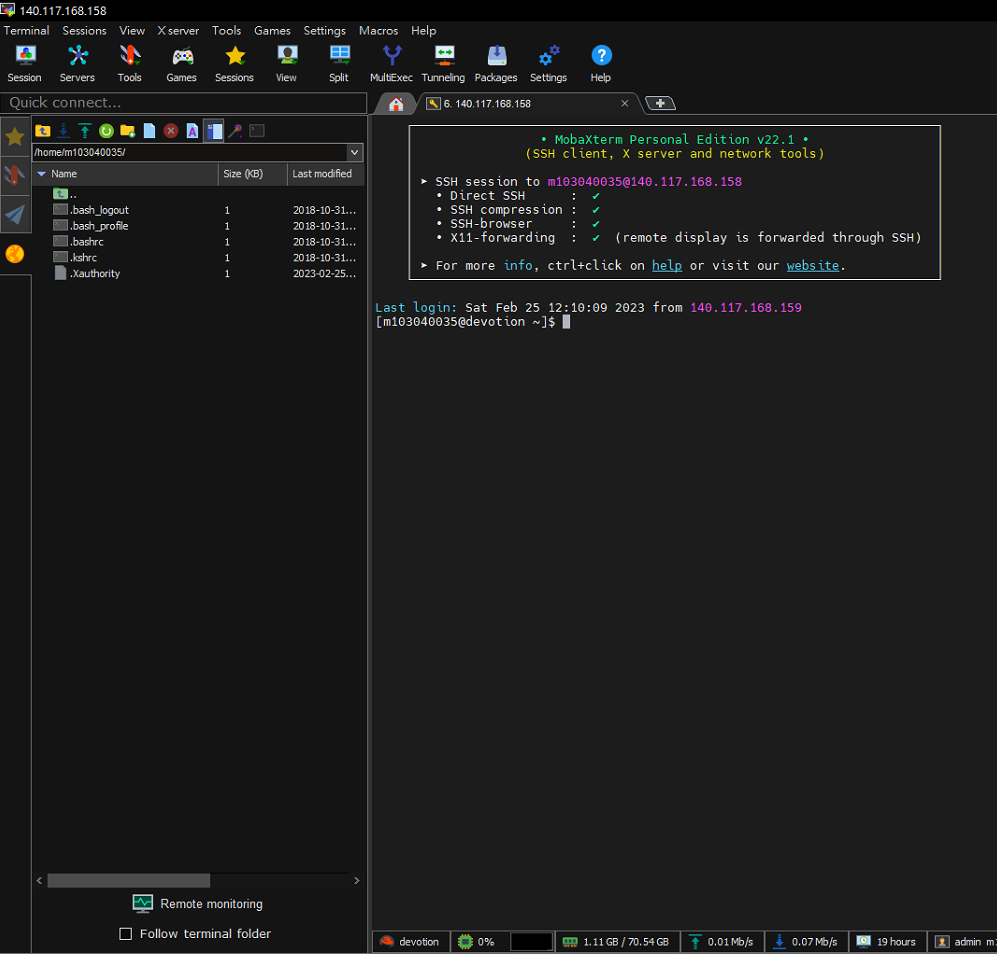 140.117.168.158
Terminal Sessions View X server Tools Games Settings Macros Help
Session Servers Tools Games Sessions View Split MultiExec Tunneling Packages Settings Help
Quick connect...
6. 140.117.168.158
/home/m103040035/
Name Size (KB) Last modified
..
.bash_logout 1 2018-10-31...
.bash_profile 1 2018-10-31...
.bashrc 1 2018-10-31...
.kshrc 1 2018-10-31...
.Xauthority 1 2023-02-25...
Remote monitoring
Follow terminal folder
• MobaXterm Personal Edition v22.1 •
(SSH client, X server and network tools)
➤ SSH session to m103040035@140.117.168.158
• Direct SSH : ✔
• SSH compression : ✔
• SSH-browser : ✔
• X11-forwarding : ✔ (remote display is forwarded through SSH)
➤ For more info, ctrl+click on help or visit our website.
Last login: Sat Feb 25 12:10:09 2023 from 140.117.168.159
[m103040035@devotion ~]$
devotion 0% 1.11 GB / 70.54 GB 0.01 Mb/s 0.07 Mb/s 19 hours admin m1